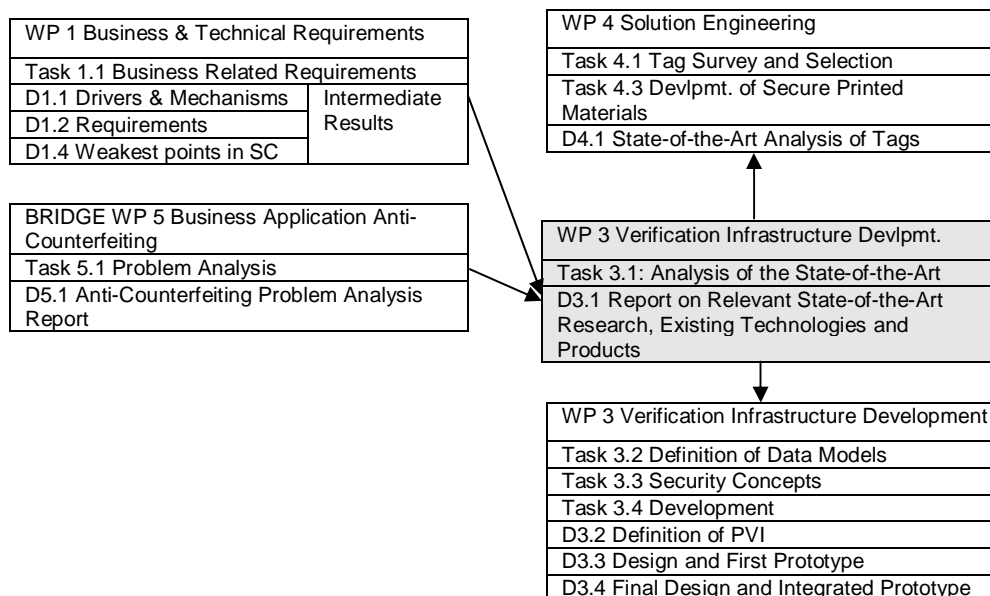 WP 1 Business & Technical Requirements
Task 1.1 Business Related Requirements
D1.1 Drivers & Mechanisms
D1.2 Requirements
D1.4 Weakest points in SC
Intermediate
Results
BRIDGE WP 5 Business Application Anti-
Counterfeiting
Task 5.1 Problem Analysis
D5.1 Anti-Counterfeiting Problem Analysis
Report
WP 4 Solution Engineering
Task 4.1 Tag Survey and Selection
Task 4.3 Devlpmt. of Secure Printed
Materials
D4.1 State-of-the-Art Analysis of Tags
WP 3 Verification Infrastructure Devlpmt.
Task 3.1: Analysis of the State-of-the-Art
D3.1 Report on Relevant State-of-the-Art
Research, Existing Technologies and
Products
WP 3 Verification Infrastructure Development
Task 3.2 Definition of Data Models
Task 3.3 Security Concepts
Task 3.4 Development
D3.2 Definition of PVI
D3.3 Design and First Prototype
D3.4 Final Design and Integrated Prototype